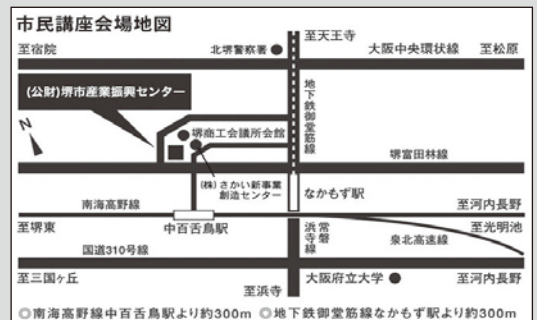 市民講座会場地図
至天王寺
至宿院
北堺警察署
大阪中央環状線
至松原
(公財)堺市産業振興センター
地下鉄御堂筋線
N
堺商工会議所会館
堺富田林線
(株)さかい新事業
創造センター
なかもず駅
南海高野線
至河内長野
至堺東
中百舌鳥駅
常磐
浜寺線
泉北高速線
至光明池
国道310号線
至三国ヶ丘
至浜寺
大阪府立大学
至河内長野
◎南海高野線中百舌鳥駅より約300m ◎地下鉄御堂筋線なかもず駅より約300m